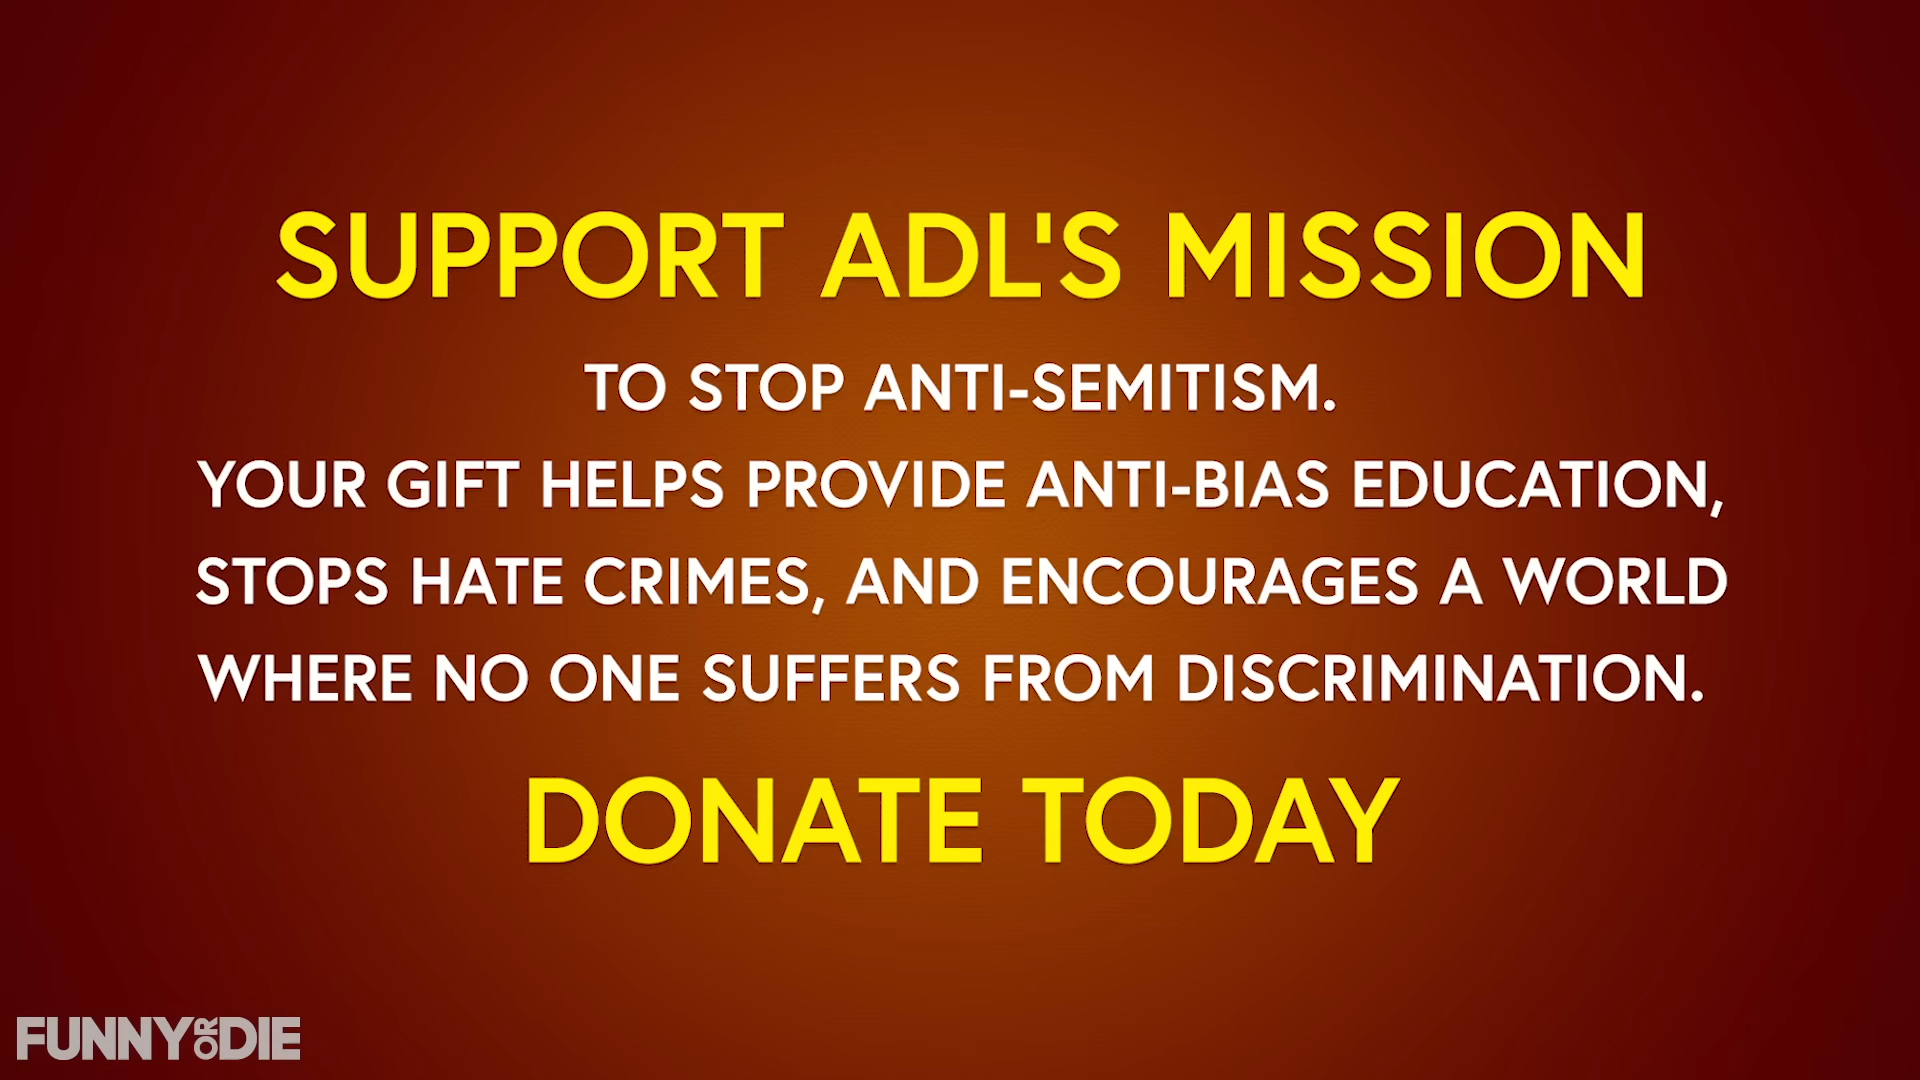 SUPPORT ADL'S MISSION
TO STOP ANTI-SEMITISM.
YOUR GIFT HELPS PROVIDE ANTI-BIAS EDUCATION,
STOPS HATE CRIMES, AND ENCOURAGES A WORLD
WHERE NO ONE SUFFERS FROM DISCRIMINATION.
DONATE TODAY
FUNNY OR DIE